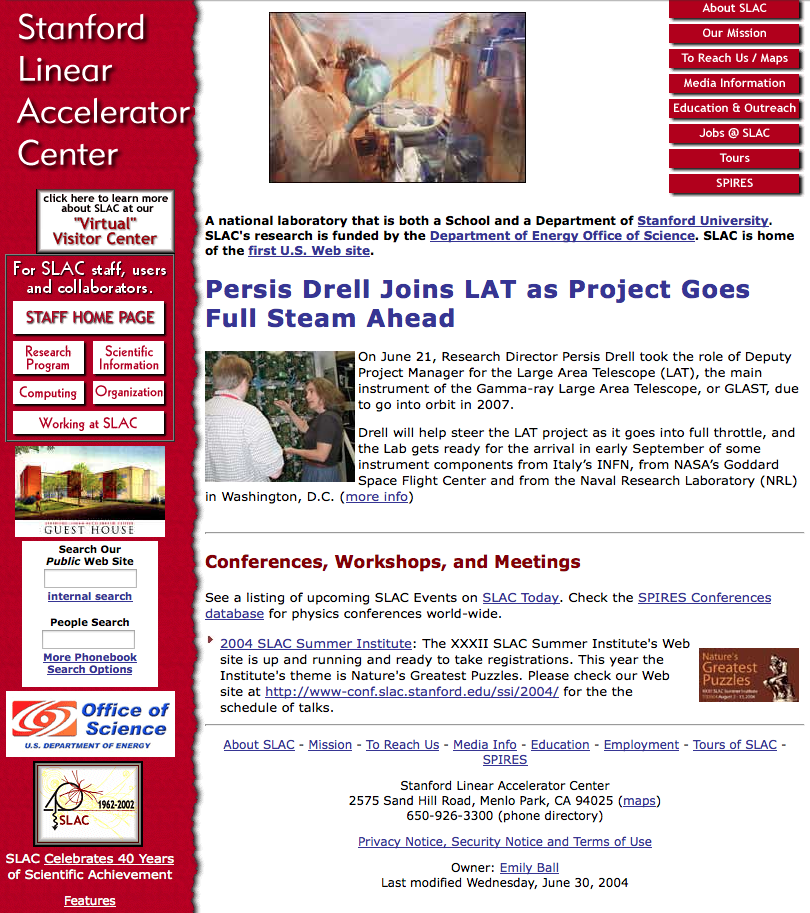 Stanford
Linear
Accelerator
Center
click here to learn more
about SLAC at our
"Virtual"
Visitor Center
For SLAC staff, users
and collaborators.
STAFF HOME PAGE
Research
Program
Scientific
Information
Computing
Organization
Working at SLAC
GUEST HOUSE
Search Our
Public Web Site
internal search
People Search
More Phonebook
Search Options
Office of
Science
U.S. DEPARTMENT OF ENERGY
40
1962-2002
SLAC
SLAC Celebrates 40 Years
of Scientific Achievement
Features
About SLAC
Our Mission
To Reach Us / Maps
Media Information
Education & Outreach
Jobs @ SLAC
Tours
SPIRES
A national laboratory that is both a School and a Department of Stanford University.
SLAC's research is funded by the Department of Energy Office of Science. SLAC is home
of the first U.S. Web site.
Persis Drell Joins LAT as Project Goes
Full Steam Ahead
On June 21, Research Director Persis Drell took the role of Deputy
Project Manager for the Large Area Telescope (LAT), the main
instrument of the Gamma-ray Large Area Telescope, or GLAST, due
to go into orbit in 2007.
Drell will help steer the LAT project as it goes into full throttle, and
the Lab gets ready for the arrival in early September of some
instrument components from Italy’s INFN, from NASA’s Goddard
Space Flight Center and from the Naval Research Laboratory (NRL)
in Washington, D.C. (more info)
Conferences, Workshops, and Meetings
See a listing of upcoming SLAC Events on SLAC Today. Check the SPIRES Conferences
database for physics conferences world-wide.
2004 SLAC Summer Institute: The XXXII SLAC Summer Institute's Web
site is up and running and ready to take registrations. This year the
Institute's theme is Nature's Greatest Puzzles. Please check our Web
site at http://www-conf.slac.stanford.edu/ssi/2004/ for the the
schedule of talks.
Nature's
Greatest
Puzzles
About SLAC - Mission - To Reach Us - Media Info - Education - Employment - Tours of SLAC -
SPIRES
Stanford Linear Accelerator Center
2575 Sand Hill Road, Menlo Park, CA 94025 (maps)
650-926-3300 (phone directory)
Privacy Notice, Security Notice and Terms of Use
Owner: Emily Ball
Last modified Wednesday, June 30, 2004